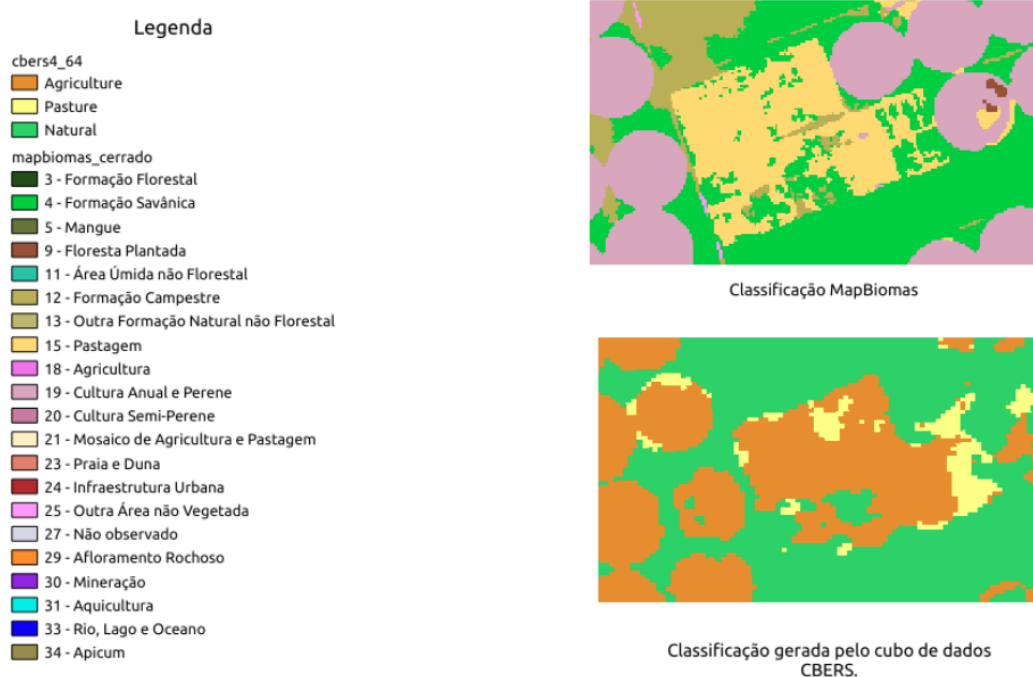 Legenda
cbers4_64
Agriculture
Pasture
Natural
mapbiomas_cerrado
3 - Formação Florestal
4 - Formação Savânica
5 - Mangue
9 - Floresta Plantada
11 - Área Úmida não Florestal
12 - Formação Campestre
13 - Outra Formação Natural não Florestal
15 - Pastagem
18 - Agricultura
19 - Cultura Anual e Perene
20 - Cultura Semi-Perene
21 - Mosaico de Agricultura e Pastagem
23 - Praia e Duna
24 - Infraestrutura Urbana
25 - Outra Área não Vegetada
27 - Não observado
29 - Afloramento Rochoso
30 - Mineração
31 - Aquicultura
33 - Rio, Lago e Oceano
34 - Apicum
Classificação MapBiomas
Classificação gerada pelo cubo de dados
CBERS.